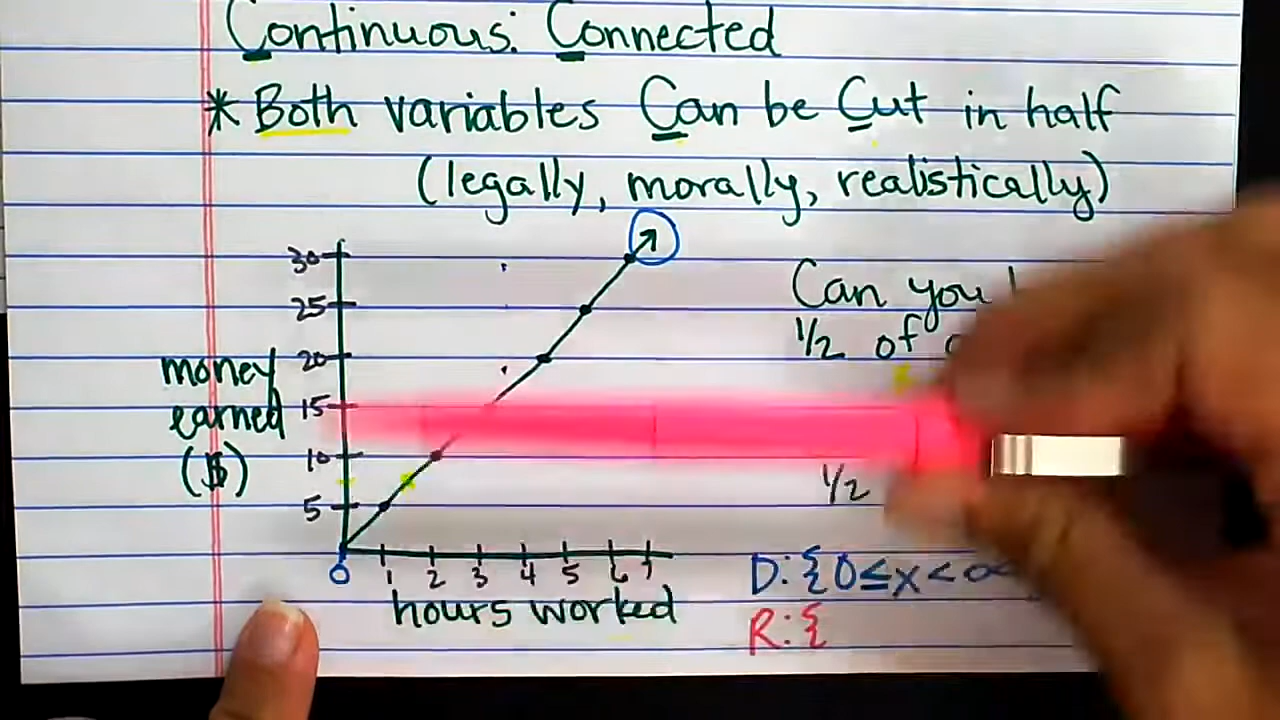 Continuous: Connected
* Both variables Can be Cut in half
(legally, morally, realistically)
30
25
20
15
10
5
money
earned
($)
0 1 2 3 4 5 6 7
hours worked
Can you
1/2 of
1/2
D: {0≤x<∞
R: {